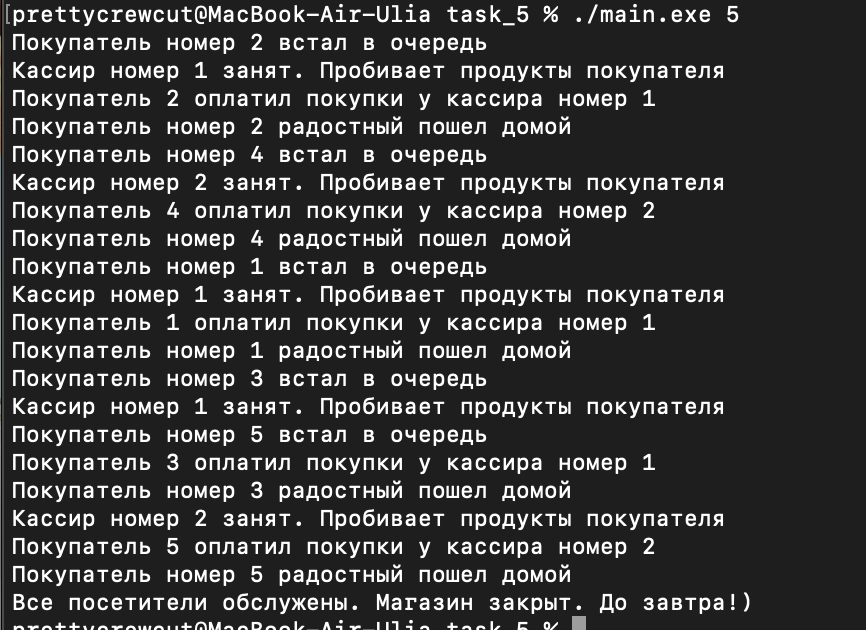 [prettycrewcut@MacBook-Air-Ulia task_5 % ./main.exe 5
Покупатель номер 2 встал в очередь
Кассир номер 1 занят. Пробивает продукты покупателя
Покупатель 2 оплатил покупки у кассира номер 1
Покупатель номер 2 радостный пошел домой
Покупатель номер 4 встал в очередь
Кассир номер 2 занят. Пробивает продукты покупателя
Покупатель 4 оплатил покупки у кассира номер 2
Покупатель номер 4 радостный пошел домой
Покупатель номер 1 встал в очередь
Кассир номер 1 занят. Пробивает продукты покупателя
Покупатель 1 оплатил покупки у кассира номер 1
Покупатель номер 1 радостный пошел домой
Покупатель номер 3 встал в очередь
Кассир номер 1 занят. Пробивает продукты покупателя
Покупатель номер 5 встал в очередь
Покупатель 3 оплатил покупки у кассира номер 1
Покупатель номер 3 радостный пошел домой
Кассир номер 2 занят. Пробивает продукты покупателя
Покупатель 5 оплатил покупки у кассира номер 2
Покупатель номер 5 радостный пошел домой
Все посетители обслужены. Магазин закрыт. До завтра!)
prettycrewcut@MacBook-Air-Ulia task_5 %